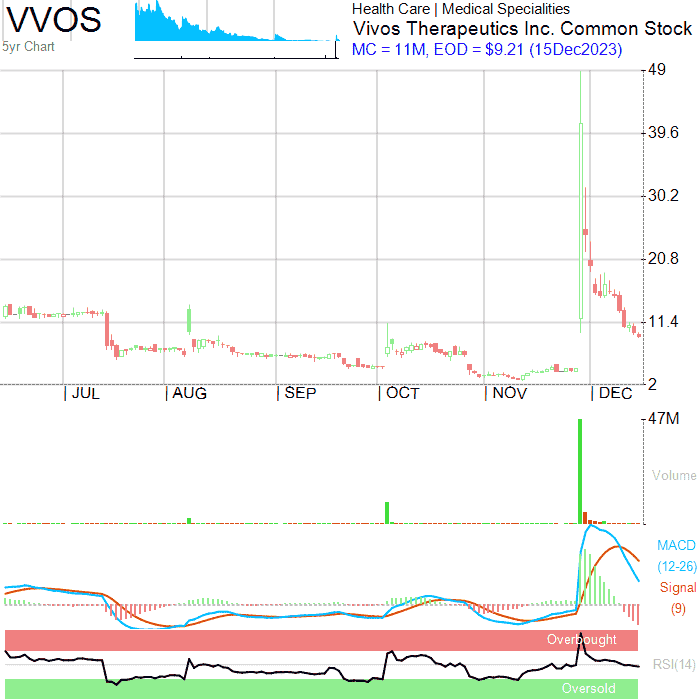 VVOS
5yr Chart
Health Care | Medical Specialities
Vivos Therapeutics Inc. Common Stock
MC = 11M, EOD = $9.21 (15Dec2023)
49
39.6
30.2
20.8
11.4
2
| JUL | AUG | SEP | OCT | NOV | DEC
47M
Volume
MACD
(12-26)
Signal
(9)
Overbought
RSI(14)
Oversold